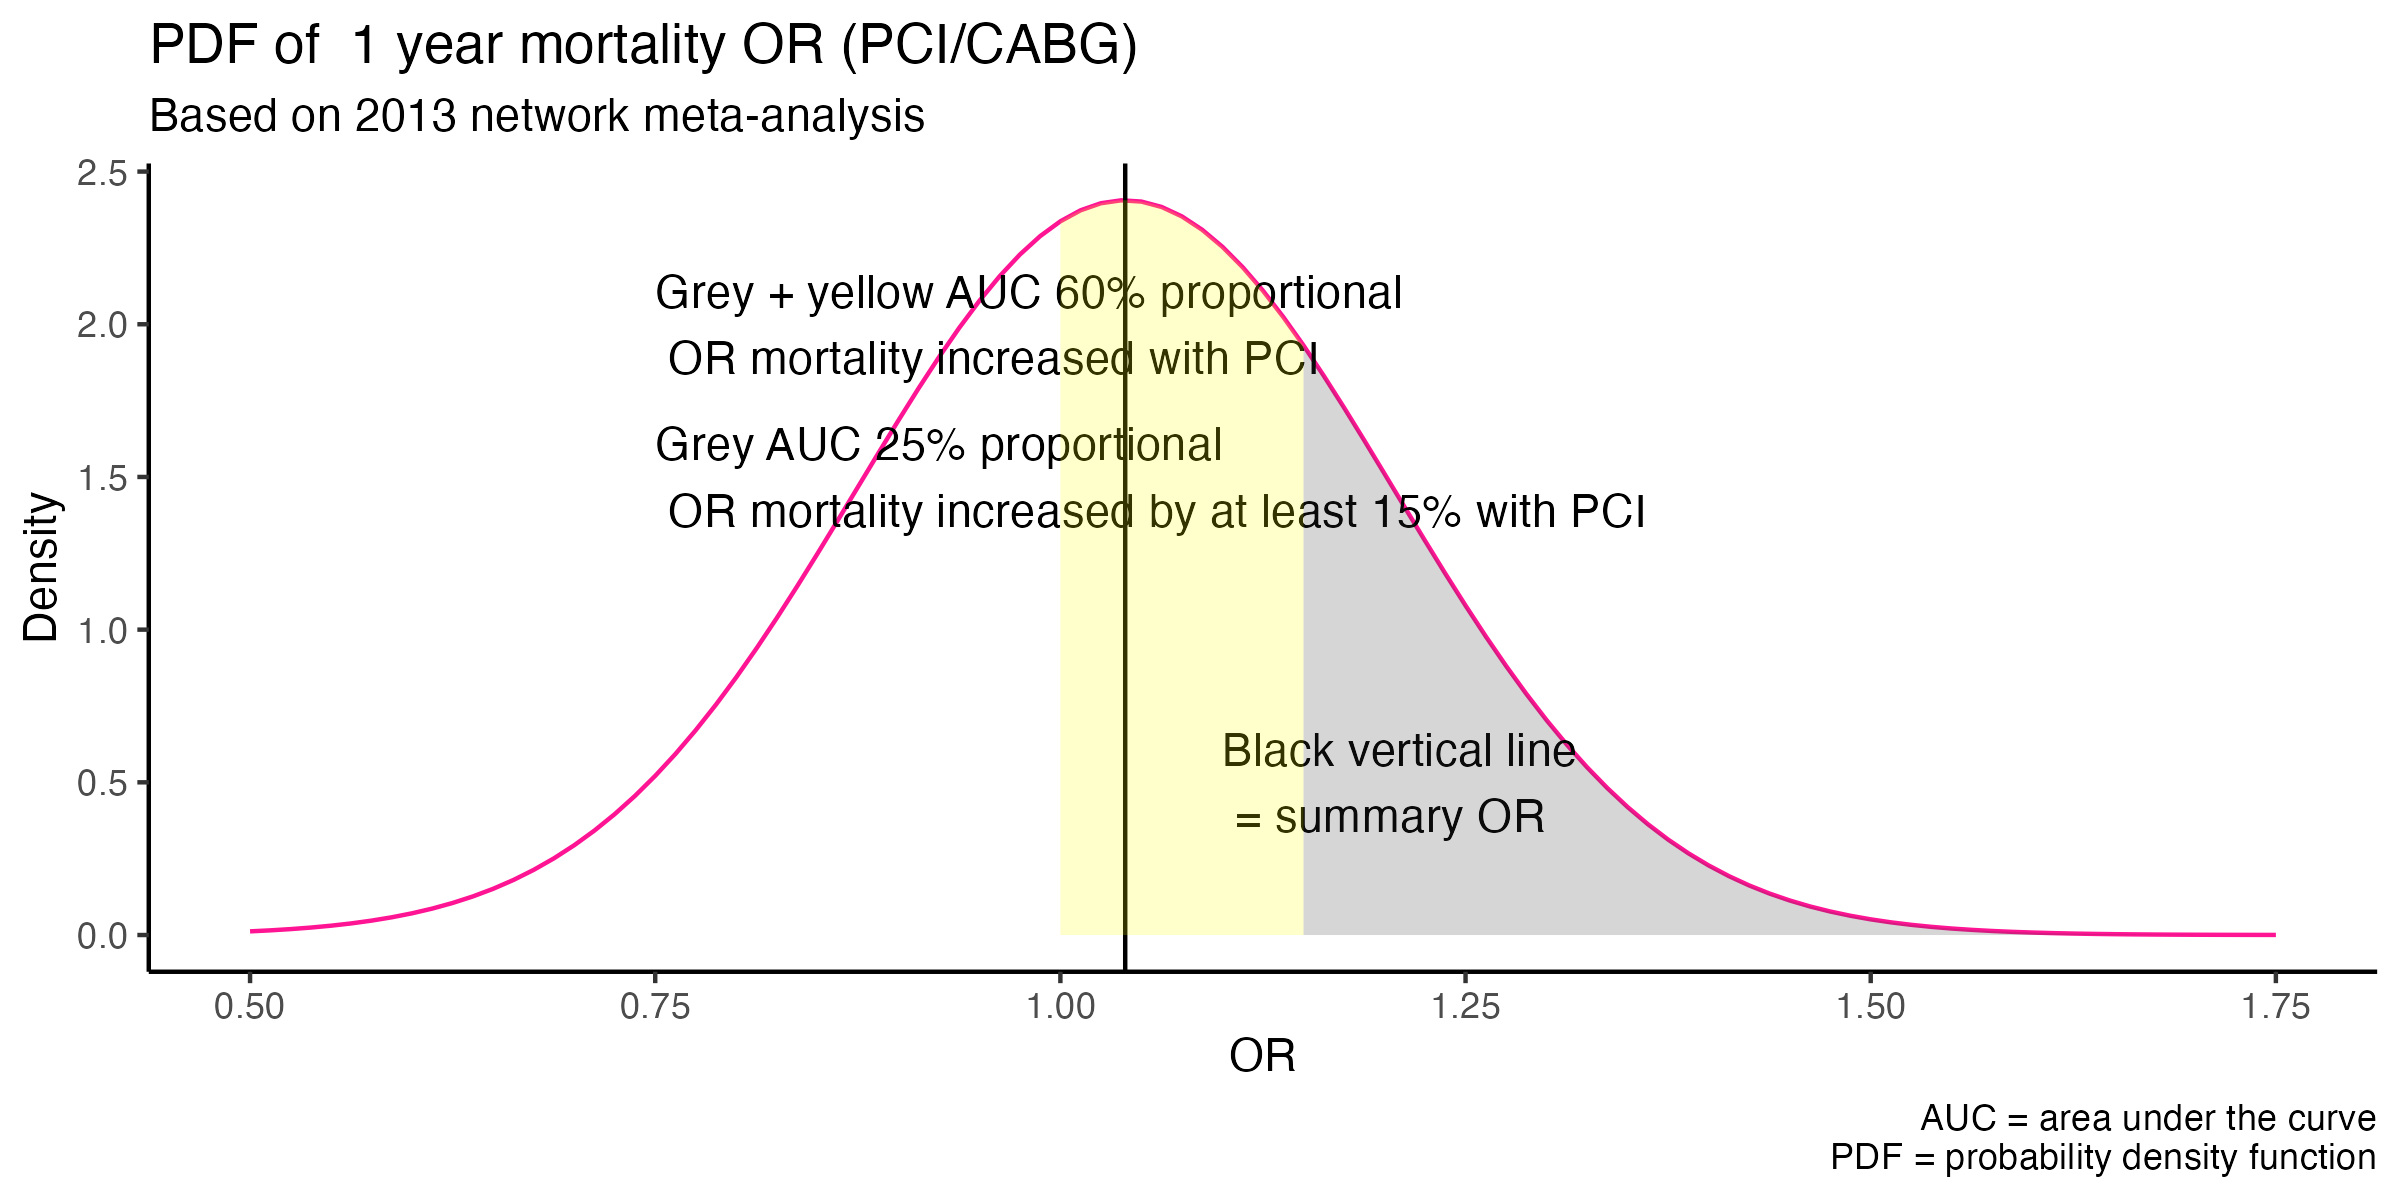 PDF of  1 year mortality OR (PCI/CABG)
Based on 2013 network meta-analysis
2.5
2.0
1.5
1.0
0.5
0.0
Density
Grey + yellow AUC 60% proportional
OR mortality increased with PCI
Grey AUC 25% proportional
OR mortality increased by at least 15% with PCI
Black vertical line
= summary OR
0.50 0.75 1.00 1.25 1.50 1.75
OR
AUC = area under the curve
PDF = probability density function